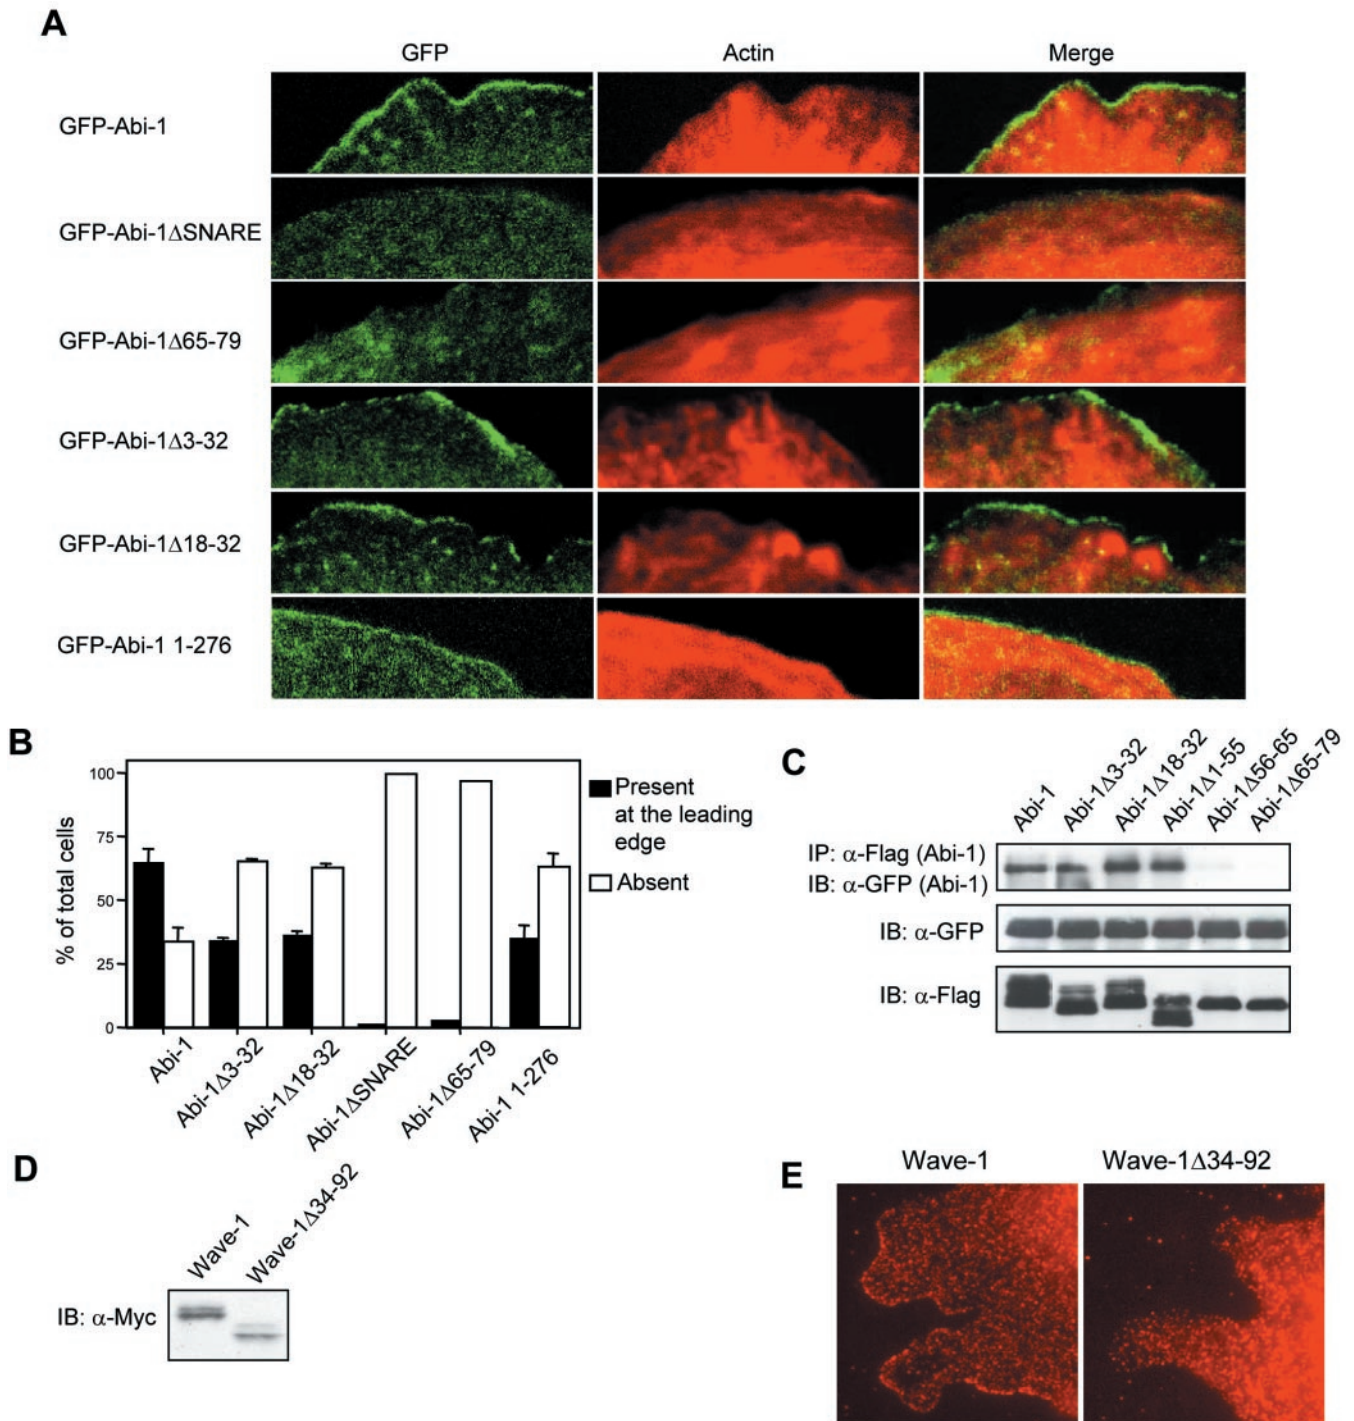 A
GFP Actin Merge
GFP-Abi-1
GFP-Abi-1ΔSNARE
GFP-Abi-1Δ65-79
GFP-Abi-1Δ3-32
GFP-Abi-1Δ18-32
GFP-Abi-1 1-276
B
% of total cells
100
75
50
25
0
Abi-1
Abi-1Δ3-32
Abi-1Δ18-32
Abi-1ΔSNARE
Abi-1Δ65-79
Abi-1 1-276
Present
at the leading
edge
Absent
C
Abi-1
Abi-1Δ3-32
Abi-1Δ18-32
Abi-1Δ1-55
Abi-1Δ56-65
Abi-1Δ65-79
IP: α-Flag (Abi-1)
IB: α-GFP (Abi-1)
IB: α-GFP
IB: α-Flag
D
Wave-1
Wave-1Δ34-92
IB: α-Myc
E
Wave-1 Wave-1Δ34-92